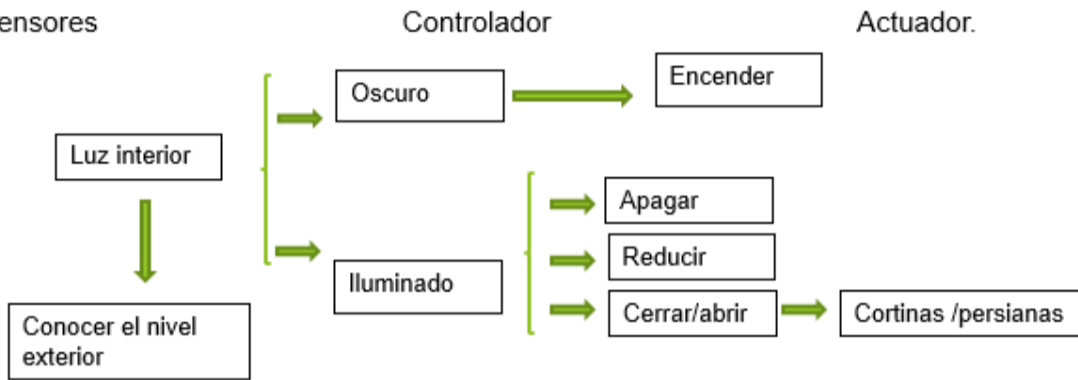 ensores
Controlador
Actuador.
Oscuro
Encender
Luz interior
Apagar
Reducir
Iluminado
Cerrar/abrir
Cortinas /persianas
Conocer el nivel
exterior